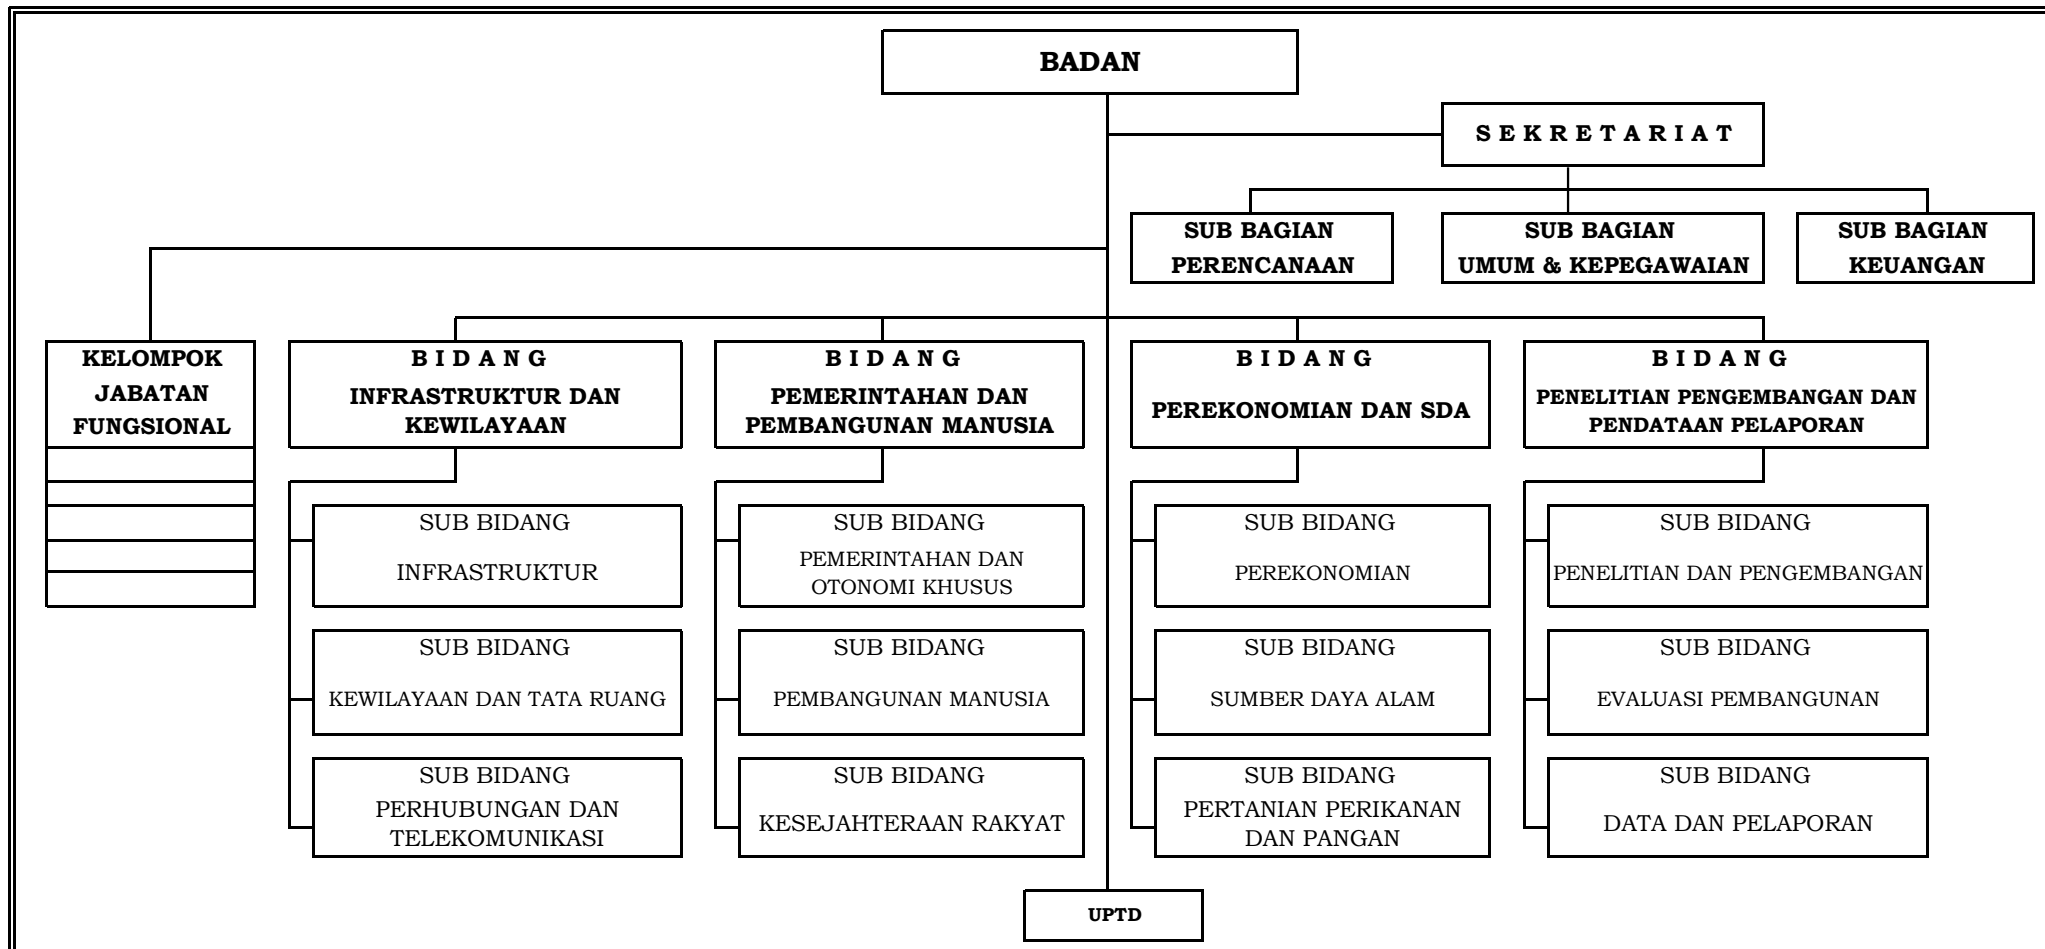 BADAN
S E K R E T A R I A T
SUB BAGIAN
PERENCANAAN
SUB BAGIAN
UMUM & KEPEGAWAIAN
SUB BAGIAN
KEUANGAN
KELOMPOK
JABATAN
FUNGSIONAL
B I D A N G
INFRASTRUKTUR DAN
KEWILAYAAN
B I D A N G
PEMERINTAHAN DAN
PEMBANGUNAN MANUSIA
B I D A N G
PEREKONOMIAN DAN SDA
B I D A N G
PENELITIAN PENGEMBANGAN DAN
PENDATAAN PELAPORAN
SUB BIDANG
INFRASTRUKTUR
SUB BIDANG
PEMERINTAHAN DAN
OTONOMI KHUSUS
SUB BIDANG
PEREKONOMIAN
SUB BIDANG
PENELITIAN DAN PENGEMBANGAN
SUB BIDANG
KEWILAYAAN DAN TATA RUANG
SUB BIDANG
PEMBANGUNAN MANUSIA
SUB BIDANG
SUMBER DAYA ALAM
SUB BIDANG
EVALUASI PEMBANGUNAN
SUB BIDANG
PERHUBUNGAN DAN
TELEKOMUNIKASI
SUB BIDANG
KESEJAHTERAAN RAKYAT
SUB BIDANG
PERTANIAN PERIKANAN
DAN PANGAN
SUB BIDANG
DATA DAN PELAPORAN
UPTD